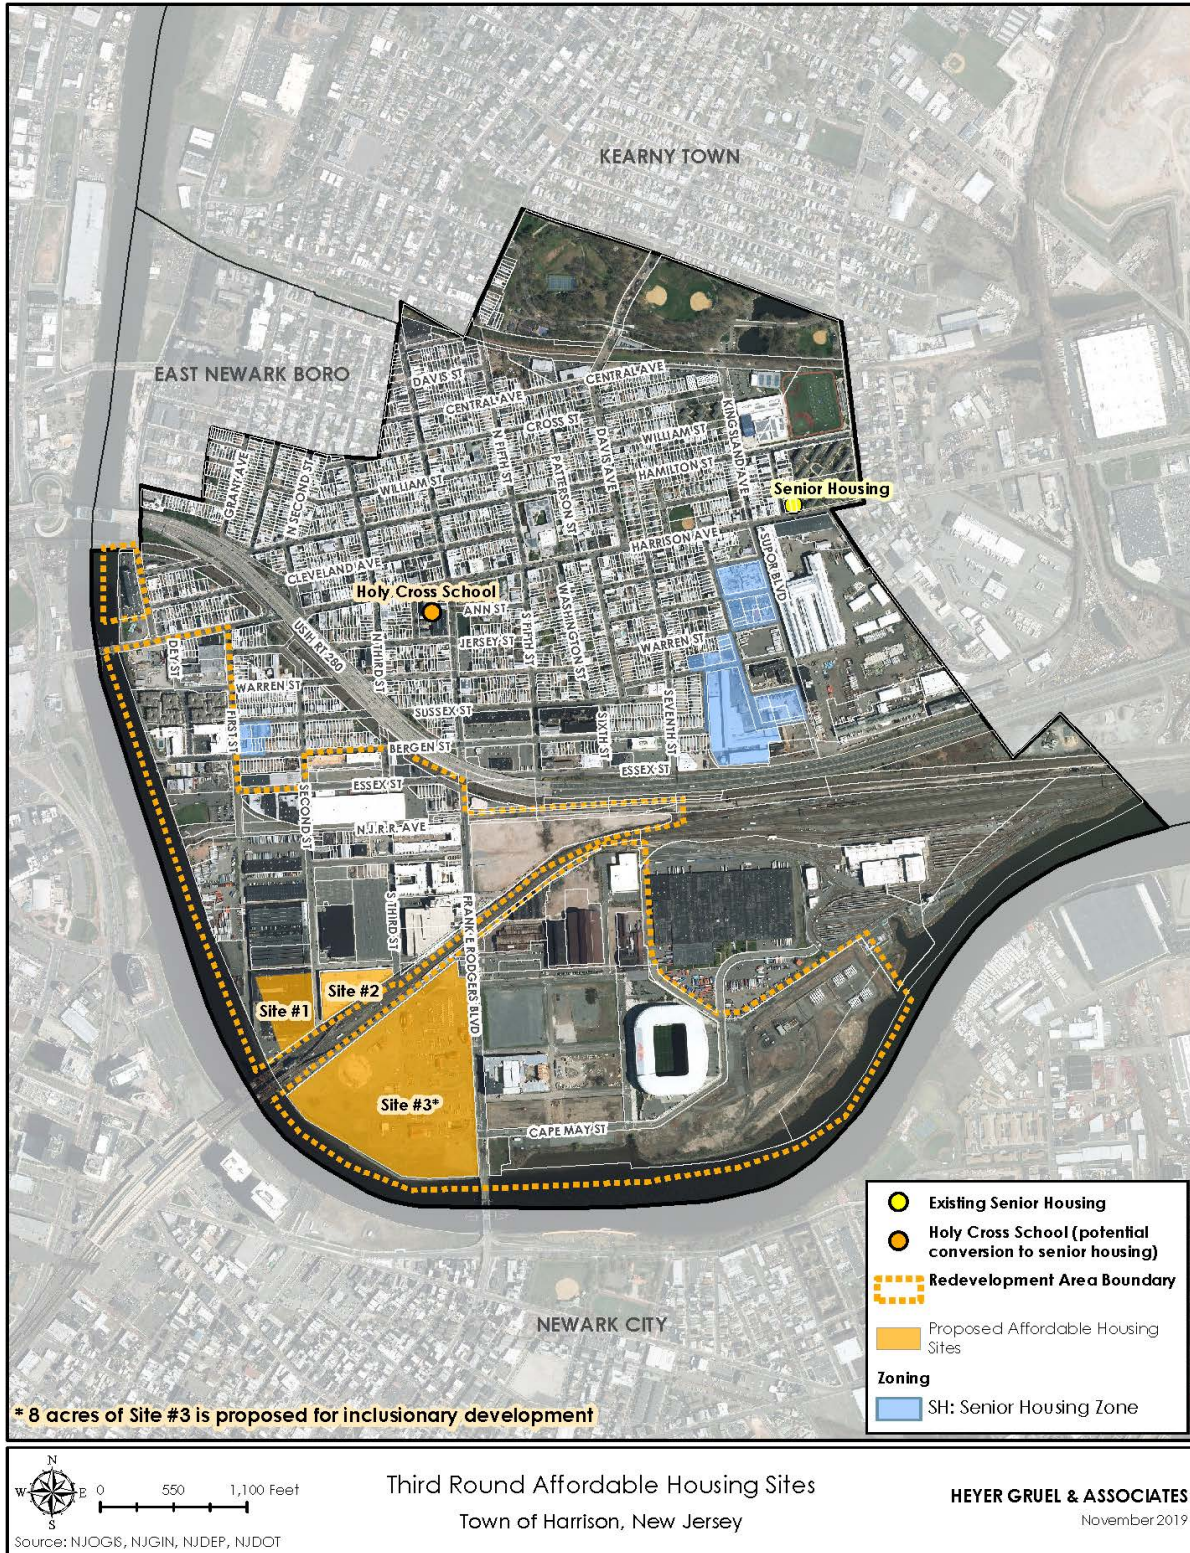 KEARNY TOWN
EAST NEWARK BORO
DAVIS ST
CENTRAL AVE
CENTRAL AVE
CROSS ST
N FIFTH ST
DAVIS AVE
KINGSLAND AVE
WILLIAM ST
HAMILTON ST
PATTERSON ST
GRANT AVE
N SECOND ST
WILLIAM ST
Senior Housing
HARRISON AVE
SUPOR BLVD
CLEVELAND AVE
Holy Cross School
ANN ST
JERSEY ST
S FIFTH ST
WASHINGTON ST
USIH RT 280
N THIRD ST
DEY ST
WARREN ST
WARREN ST
SUSSEX ST
FIRST ST
SIXTH ST
SEVENTH ST
BERGEN ST
ESSEX ST
ESSEX ST
SECOND ST
N.J.R.R. AVE
S THIRD ST
FRANK E RODGERS BLVD
Site #1
Site #2
Site #3*
CAPE MAY ST
NEWARK CITY
* 8 acres of Site #3 is proposed for inclusionary development
Existing Senior Housing
Holy Cross School (potential
conversion to senior housing)
Redevelopment Area Boundary
Proposed Affordable Housing
Sites
Zoning
SH: Senior Housing Zone
N
W E
S
0 550 1,100 Feet
Source: NJOGIS, NJGIN, NJDEP, NJDOT
Third Round Affordable Housing Sites
Town of Harrison, New Jersey
HEYER GRUEL & ASSOCIATES
November 2019